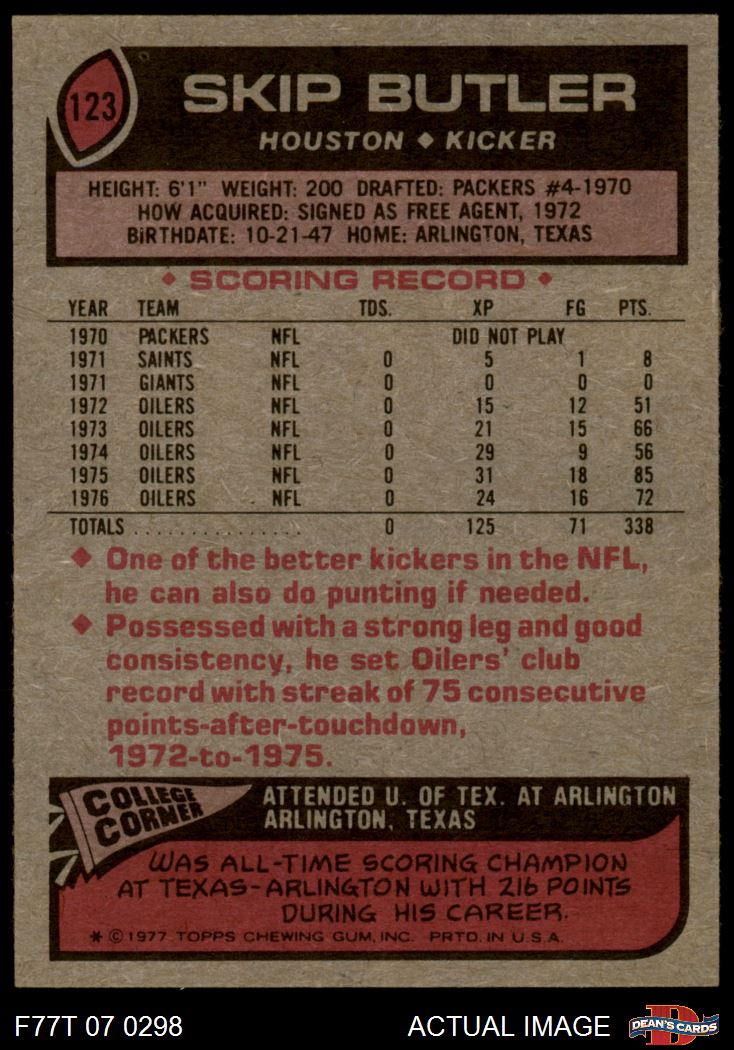 123
SKIP BUTLER
HOUSTON ◆ KICKER
HEIGHT: 6'1" WEIGHT: 200 DRAFTED: PACKERS #4-1970
HOW ACQUIRED: SIGNED AS FREE AGENT, 1972
BIRTHDATE: 10-21-47 HOME: ARLINGTON, TEXAS
◆ SCORING RECORD ◆
YEAR TEAM TDS. XP FG PTS.
1970 PACKERS NFL DID NOT PLAY
1971 SAINTS NFL 0 5 1 8
1971 GIANTS NFL 0 0 0 0
1972 OILERS NFL 0 15 12 51
1973 OILERS NFL 0 21 15 66
1974 OILERS NFL 0 29 9 56
1975 OILERS NFL 0 31 18 85
1976 OILERS NFL 0 24 16 72
TOTALS ................ 0 125 71 338
◆ One of the better kickers in the NFL,
he can also do punting if needed.
◆ Possessed with a strong leg and good
consistency, he set Oilers' club
record with streak of 75 consecutive
points-after-touchdown,
1972-to-1975.
COLLEGE
CORNER
ATTENDED U. OF TEX. AT ARLINGTON
ARLINGTON, TEXAS
WAS ALL-TIME SCORING CHAMPION
AT TEXAS-ARLINGTON WITH 216 POINTS
DURING HIS CAREER.
* © 1977 TOPPS CHEWING GUM, INC. PRTD. IN U.S.A.
F77T 07 0298 ACTUAL IMAGE
D
DEAN'S CARDS